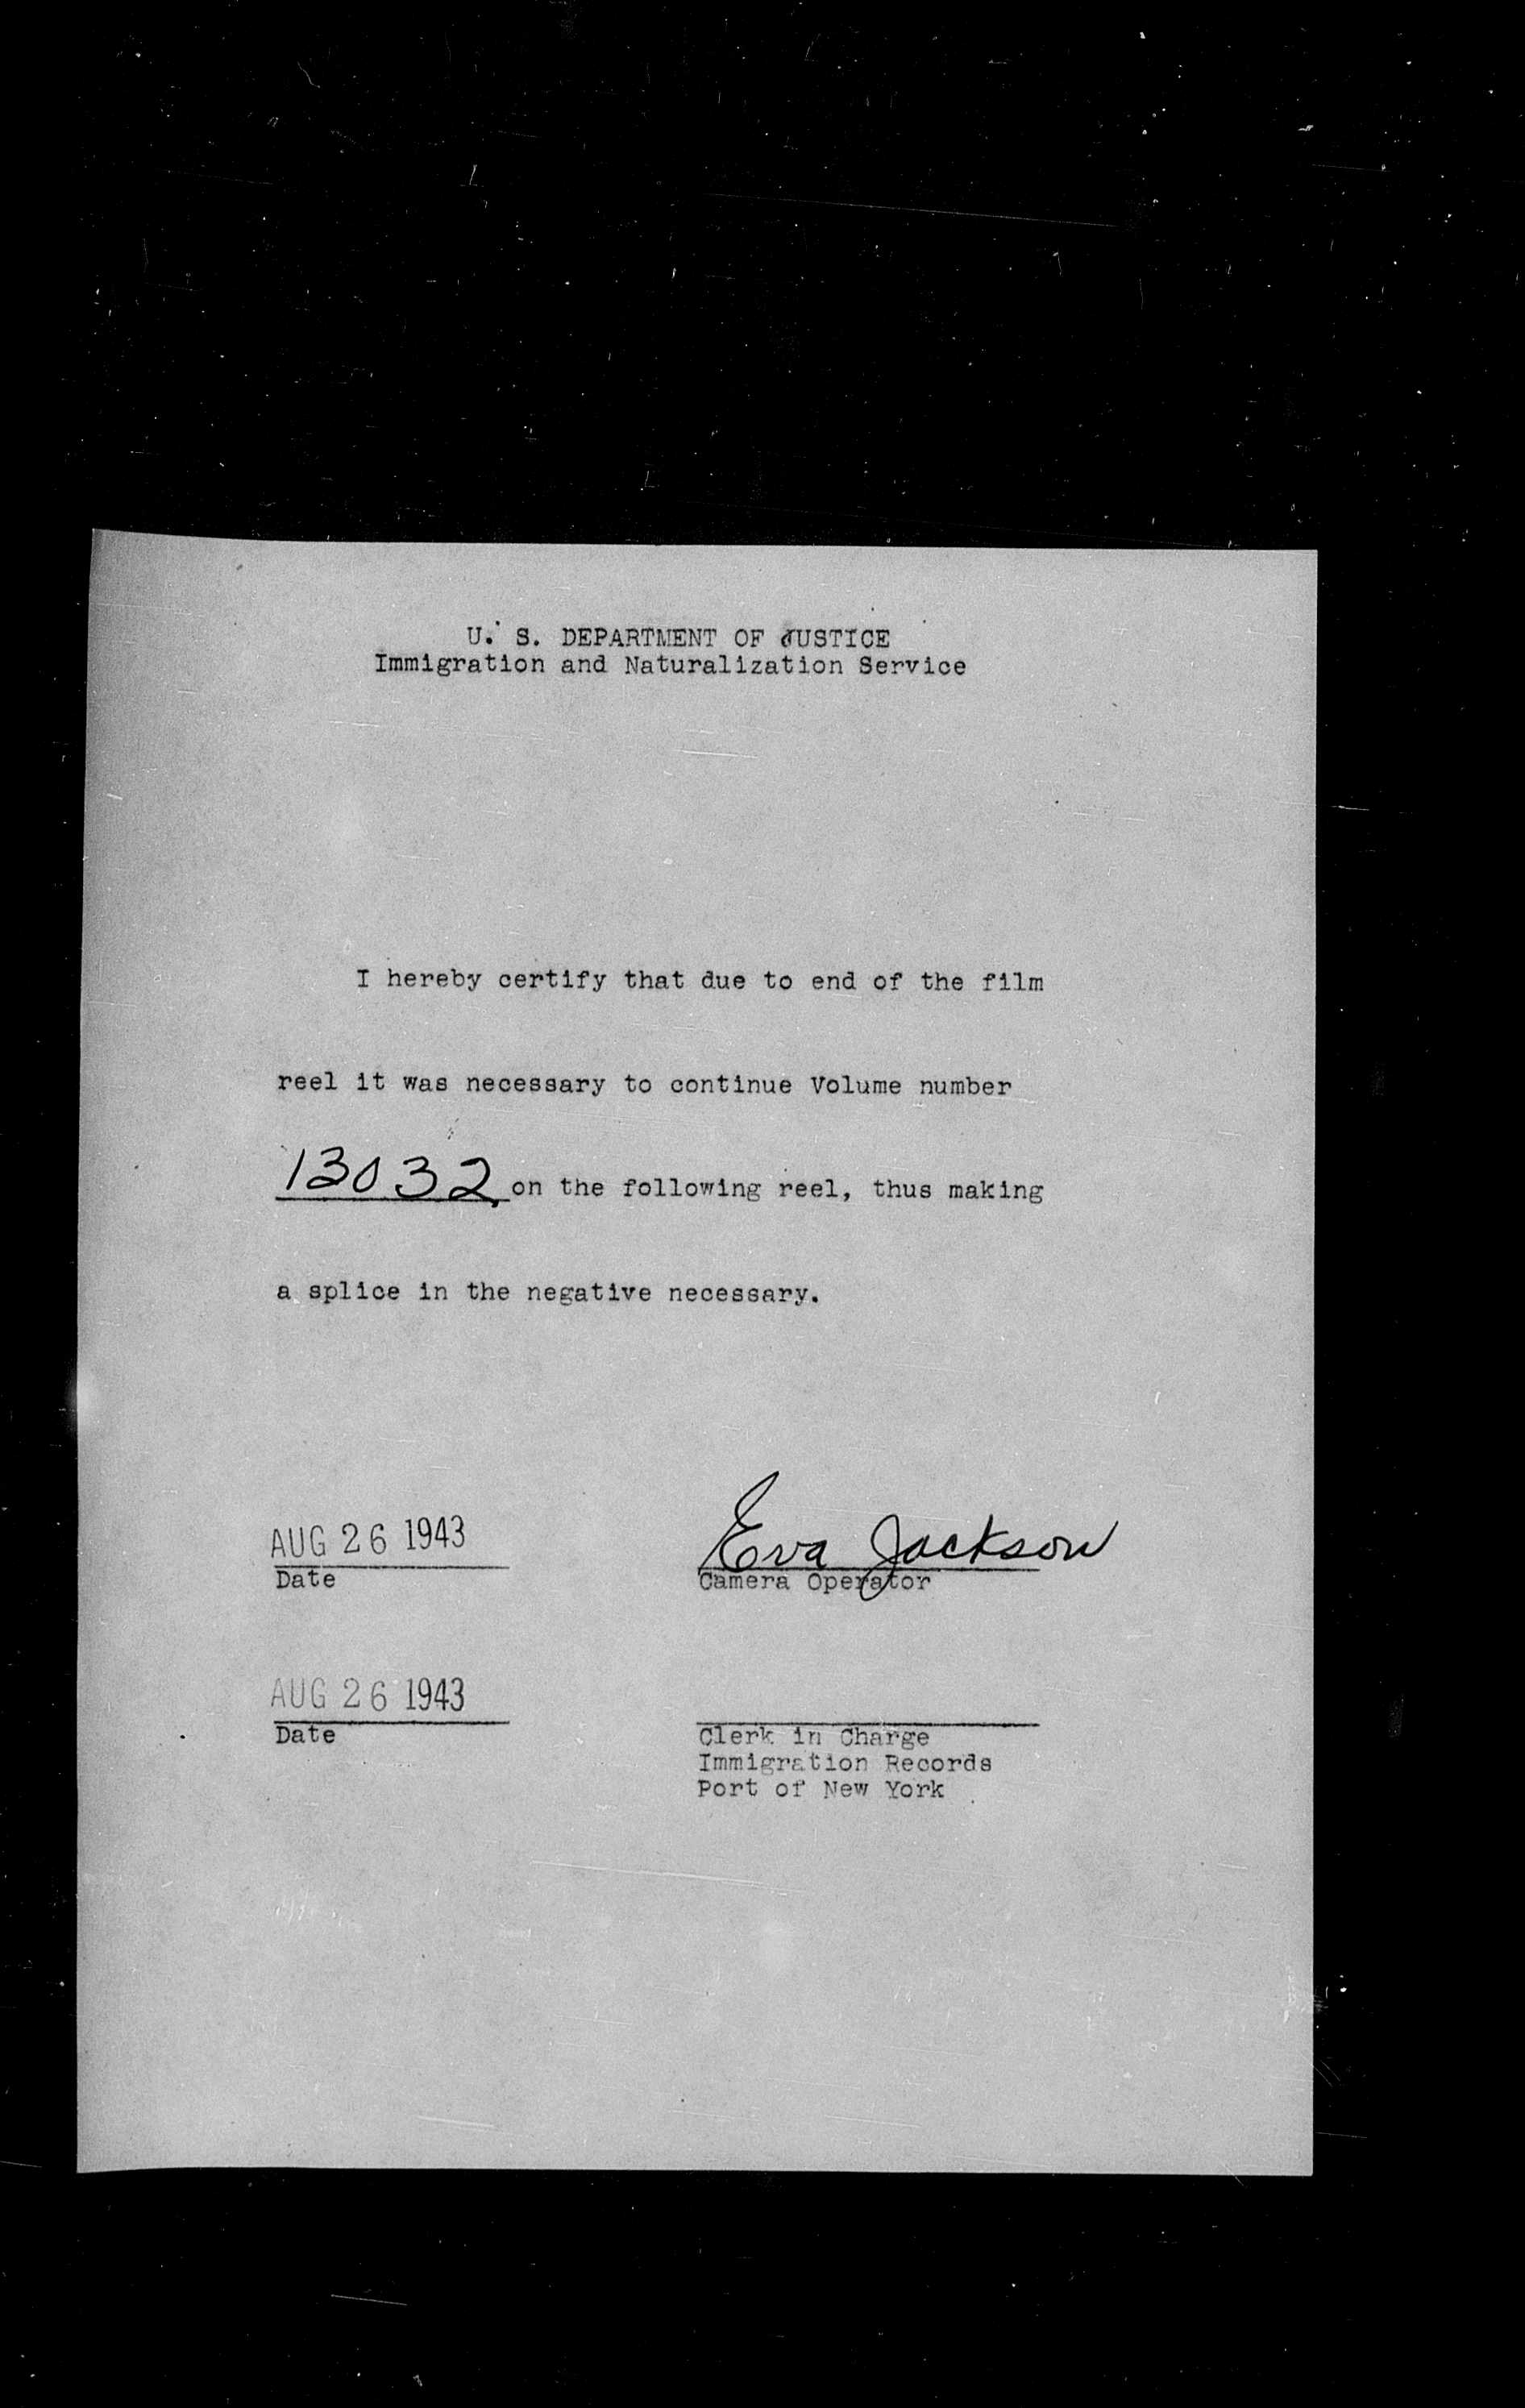 U. S. DEPARTMENT OF JUSTICE
Immigration and Naturalization Service
I hereby certify that due to end of the film
reel it was necessary to continue Volume number
13032 on the following reel, thus making
a splice in the negative necessary.
AUG 26 1943
Date
Eva Jackson
Camera Operator
AUG 26 1943
Date
Clerk in Charge
Immigration Records
Port of New York